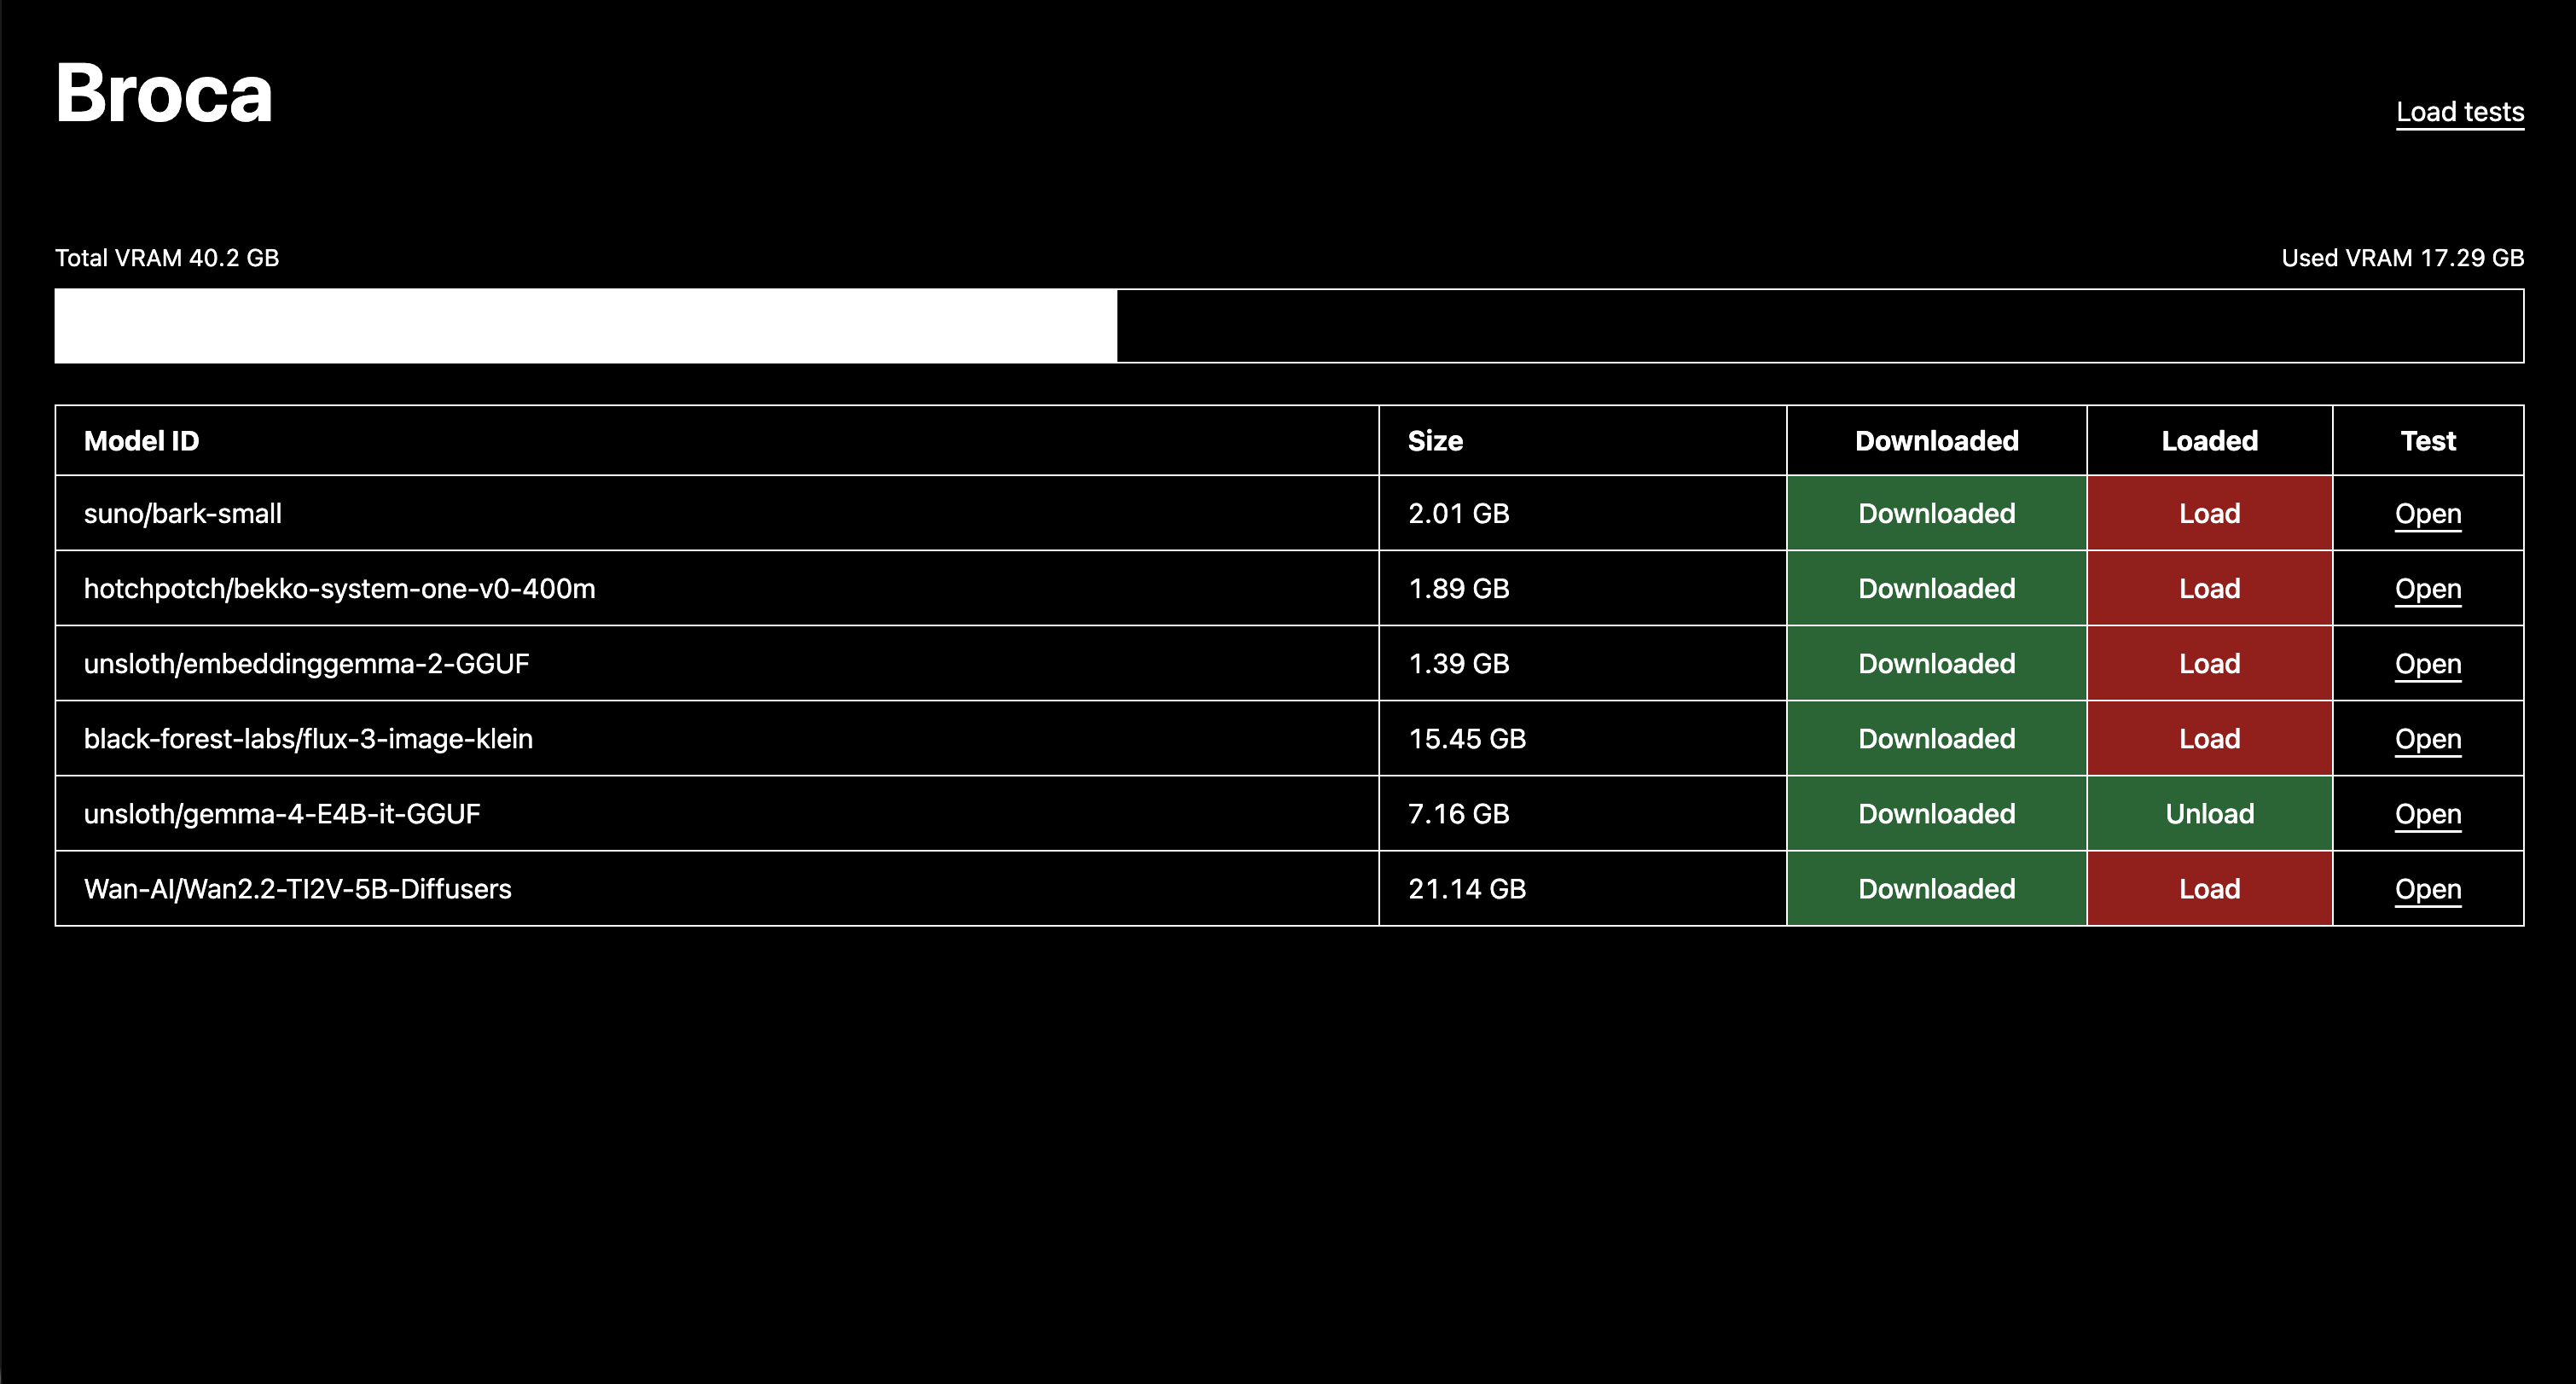 Broca
Load tests
Total VRAM 40.2 GB
Used VRAM 17.29 GB
Model ID Size Downloaded Loaded Test
suno/bark-small 2.01 GB Downloaded Load Open
hotchpotch/bekko-system-one-v0-400m 1.89 GB Downloaded Load Open
unsloth/embeddinggemma-2-GGUF 1.39 GB Downloaded Load Open
black-forest-labs/flux-3-image-klein 15.45 GB Downloaded Load Open
unsloth/gemma-4-E4B-it-GGUF 7.16 GB Downloaded Unload Open
Wan-AI/Wan2.2-TI2V-5B-Diffusers 21.14 GB Downloaded Load Open